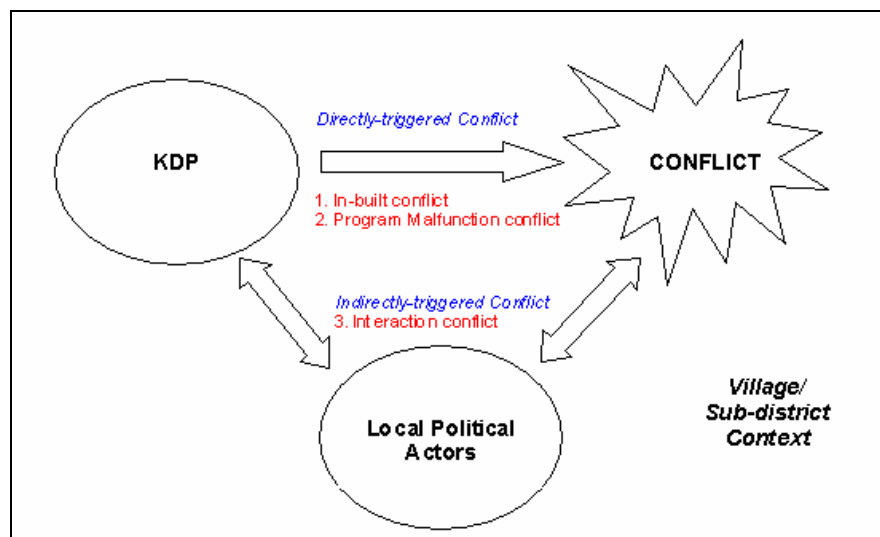 Directly-triggered Conflict
KDP
CONFLICT
1. In-built conflict
2. Program Malfunction conflict
Indirectly-triggered Conflict
3. Interaction conflict
Local Political
Actors
Village/
Sub-district
Context